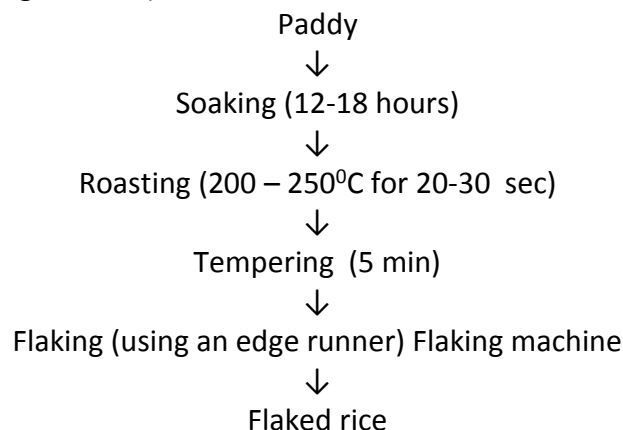 Paddy
↓
Soaking (12-18 hours)
↓
Roasting (200 – 250⁰C for 20-30  sec)
↓
Tempering  (5 min)
↓
Flaking (using an edge runner) Flaking machine
↓
Flaked rice